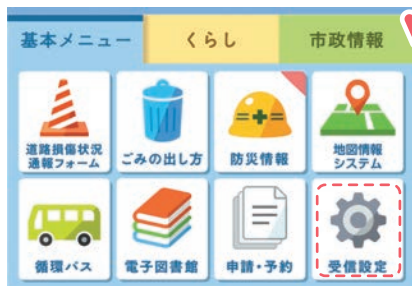 基本メニュー
くらし
市政情報
道路損傷状況
通報フォーム
ごみの出し方
防災情報
地図情報
システム
循環バス
電子図書館
申請・予約
受信設定